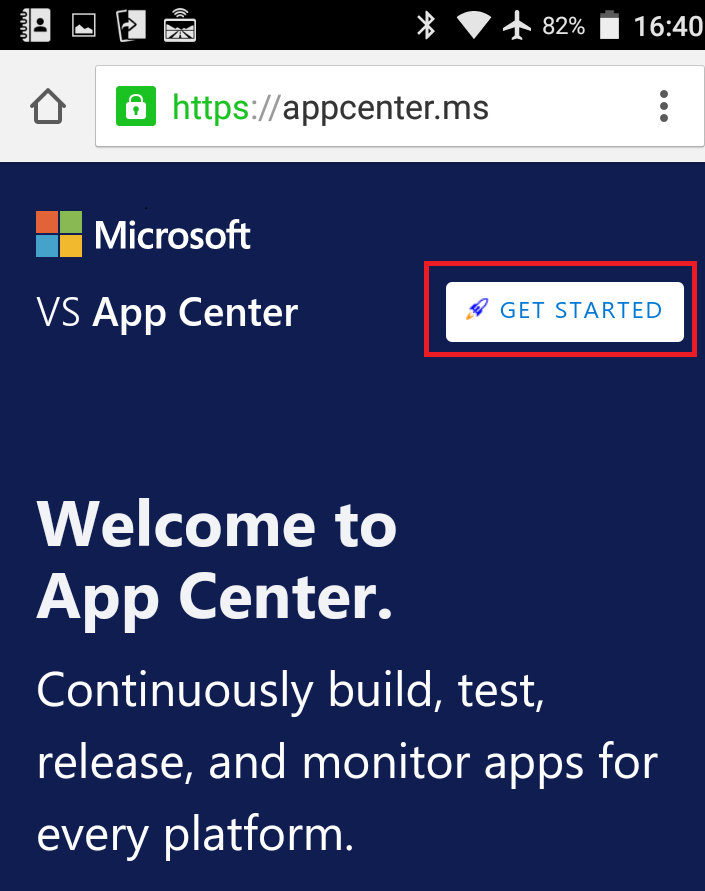 82% 16:40
https://appcenter.ms
Microsoft
VS App Center
GET STARTED
Welcome to
App Center.
Continuously build, test,
release, and monitor apps for
every platform.